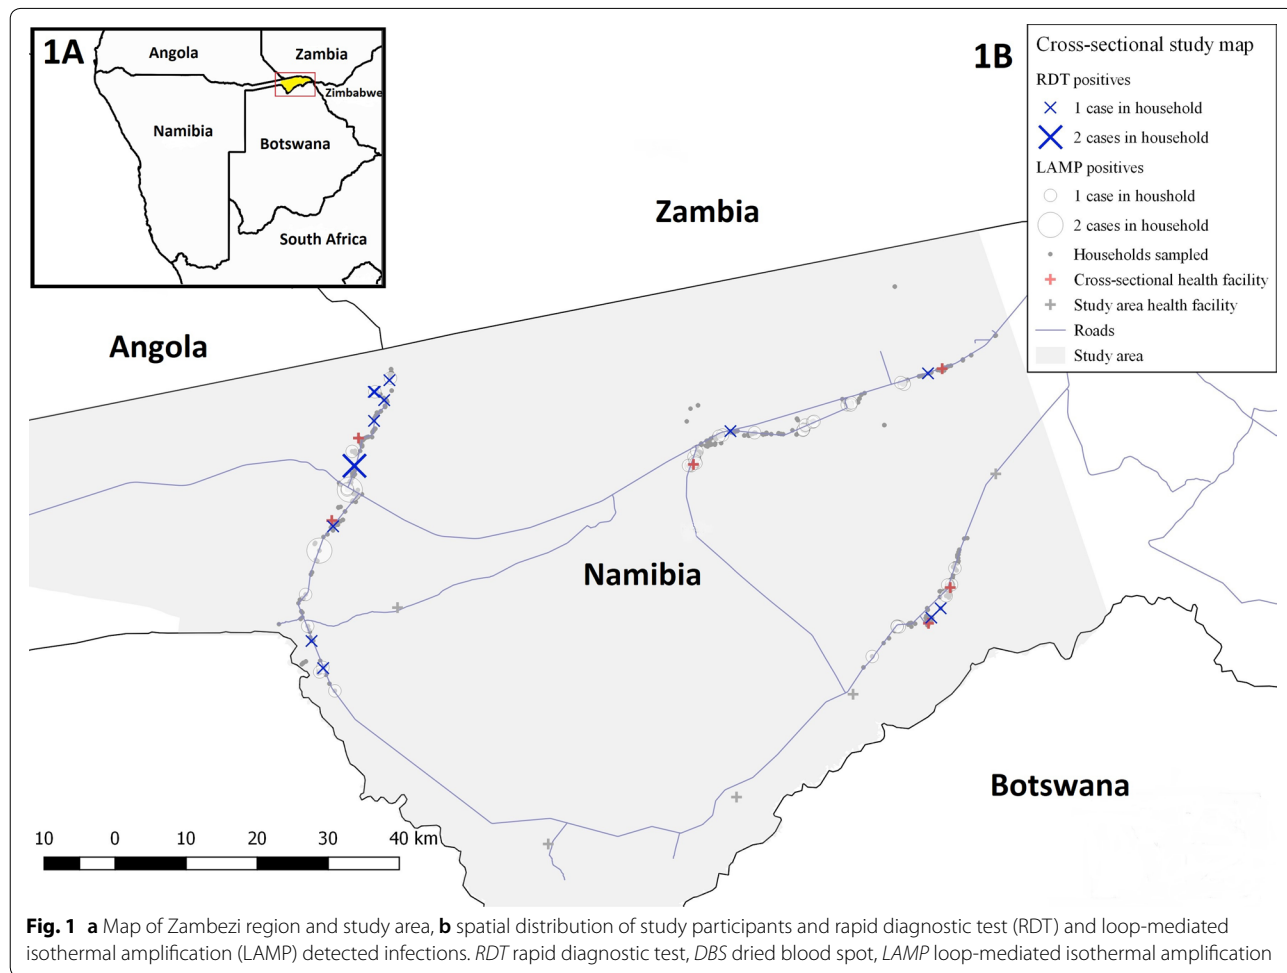 1A
Angola
Zambia
Zimbabwe
Namibia
Botswana
South Africa
1B
Cross-sectional study map
RDT positives
1 case in household
2 cases in household
LAMP positives
1 case in houshold
2 cases in household
Households sampled
Cross-sectional health facility
Study area health facility
Roads
Study area
Zambia
Angola
Namibia
Botswana
10 0 10 20 30 40 km
Fig. 1 a Map of Zambezi region and study area, b spatial distribution of study participants and rapid diagnostic test (RDT) and loop-mediated
isothermal amplification (LAMP) detected infections. RDT rapid diagnostic test, DBS dried blood spot, LAMP loop-mediated isothermal amplification